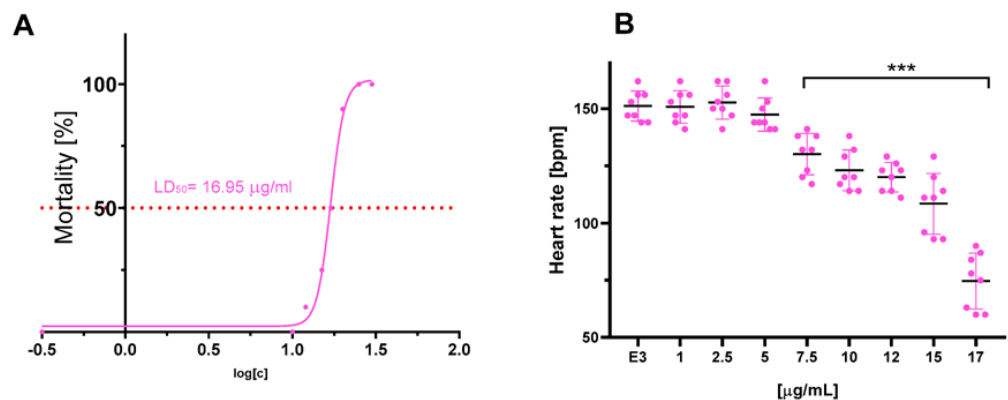 A
Mortality [%]
100
50
LD₅₀= 16.95 μg/ml
-0.5
0.0
0.5
1.0
1.5
2.0
log[c]
B
Heart rate [bpm]
150
100
50
***
E3
1
2.5
5
7.5
10
12
15
17
[μg/mL]